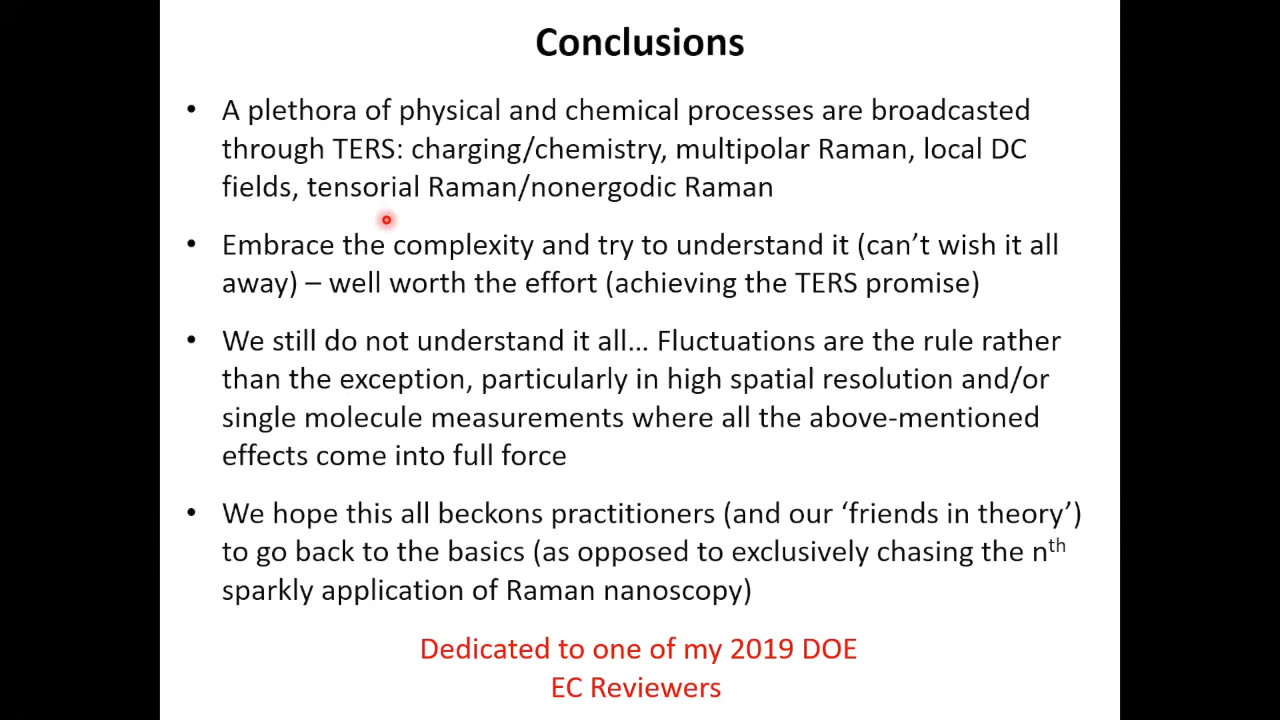 Conclusions
• A plethora of physical and chemical processes are broadcasted
through TERS: charging/chemistry, multipolar Raman, local DC
fields, tensorial Raman/nonergodic Raman
• Embrace the complexity and try to understand it (can’t wish it all
away) – well worth the effort (achieving the TERS promise)
• We still do not understand it all… Fluctuations are the rule rather
than the exception, particularly in high spatial resolution and/or
single molecule measurements where all the above-mentioned
effects come into full force
• We hope this all beckons practitioners (and our ‘friends in theory’)
to go back to the basics (as opposed to exclusively chasing the nth
sparkly application of Raman nanoscopy)
Dedicated to one of my 2019 DOE
EC Reviewers